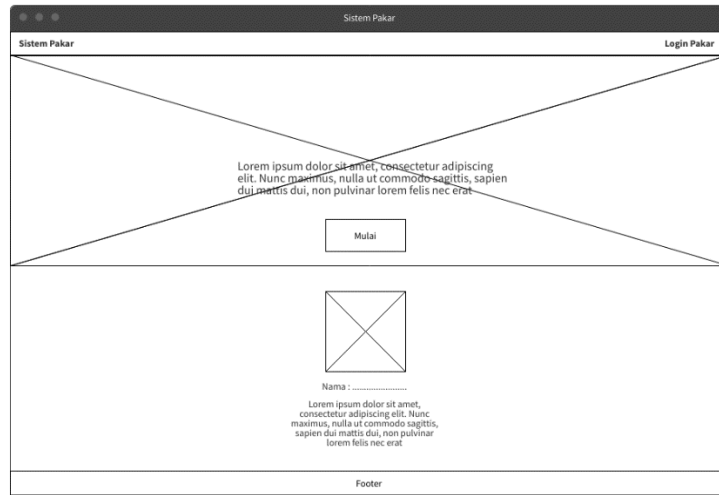 Sistem Pakar
Sistem Pakar
Login Pakar
Lorem ipsum dolor sit amet, consectetur adipiscing
elit. Nunc maximus, nulla ut commodo sagittis, sapien
dui mattis dui, non pulvinar lorem felis nec erat
Mulai
Nama : ........................
Lorem ipsum dolor sit amet,
consectetur adipiscing elit. Nunc
maximus, nulla ut commodo sagittis,
sapien dui mattis dui, non pulvinar
lorem felis nec erat
Footer